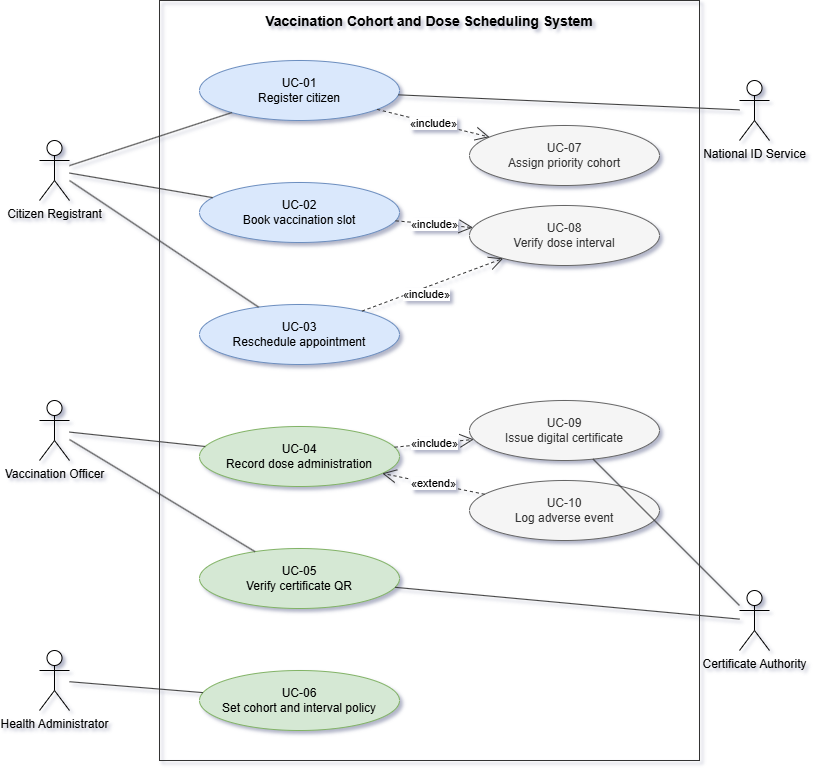 Vaccination Cohort and Dose Scheduling System
UC-01
Register citizen
«include»
UC-07
Assign priority cohort
National ID Service
Citizen Registrant
UC-02
Book vaccination slot
«include»
UC-08
Verify dose interval
«include»
UC-03
Reschedule appointment
Vaccination Officer
UC-04
Record dose administration
«include»
UC-09
Issue digital certificate
«extend»
UC-10
Log adverse event
UC-05
Verify certificate QR
Certificate Authority
Health Administrator
UC-06
Set cohort and interval policy